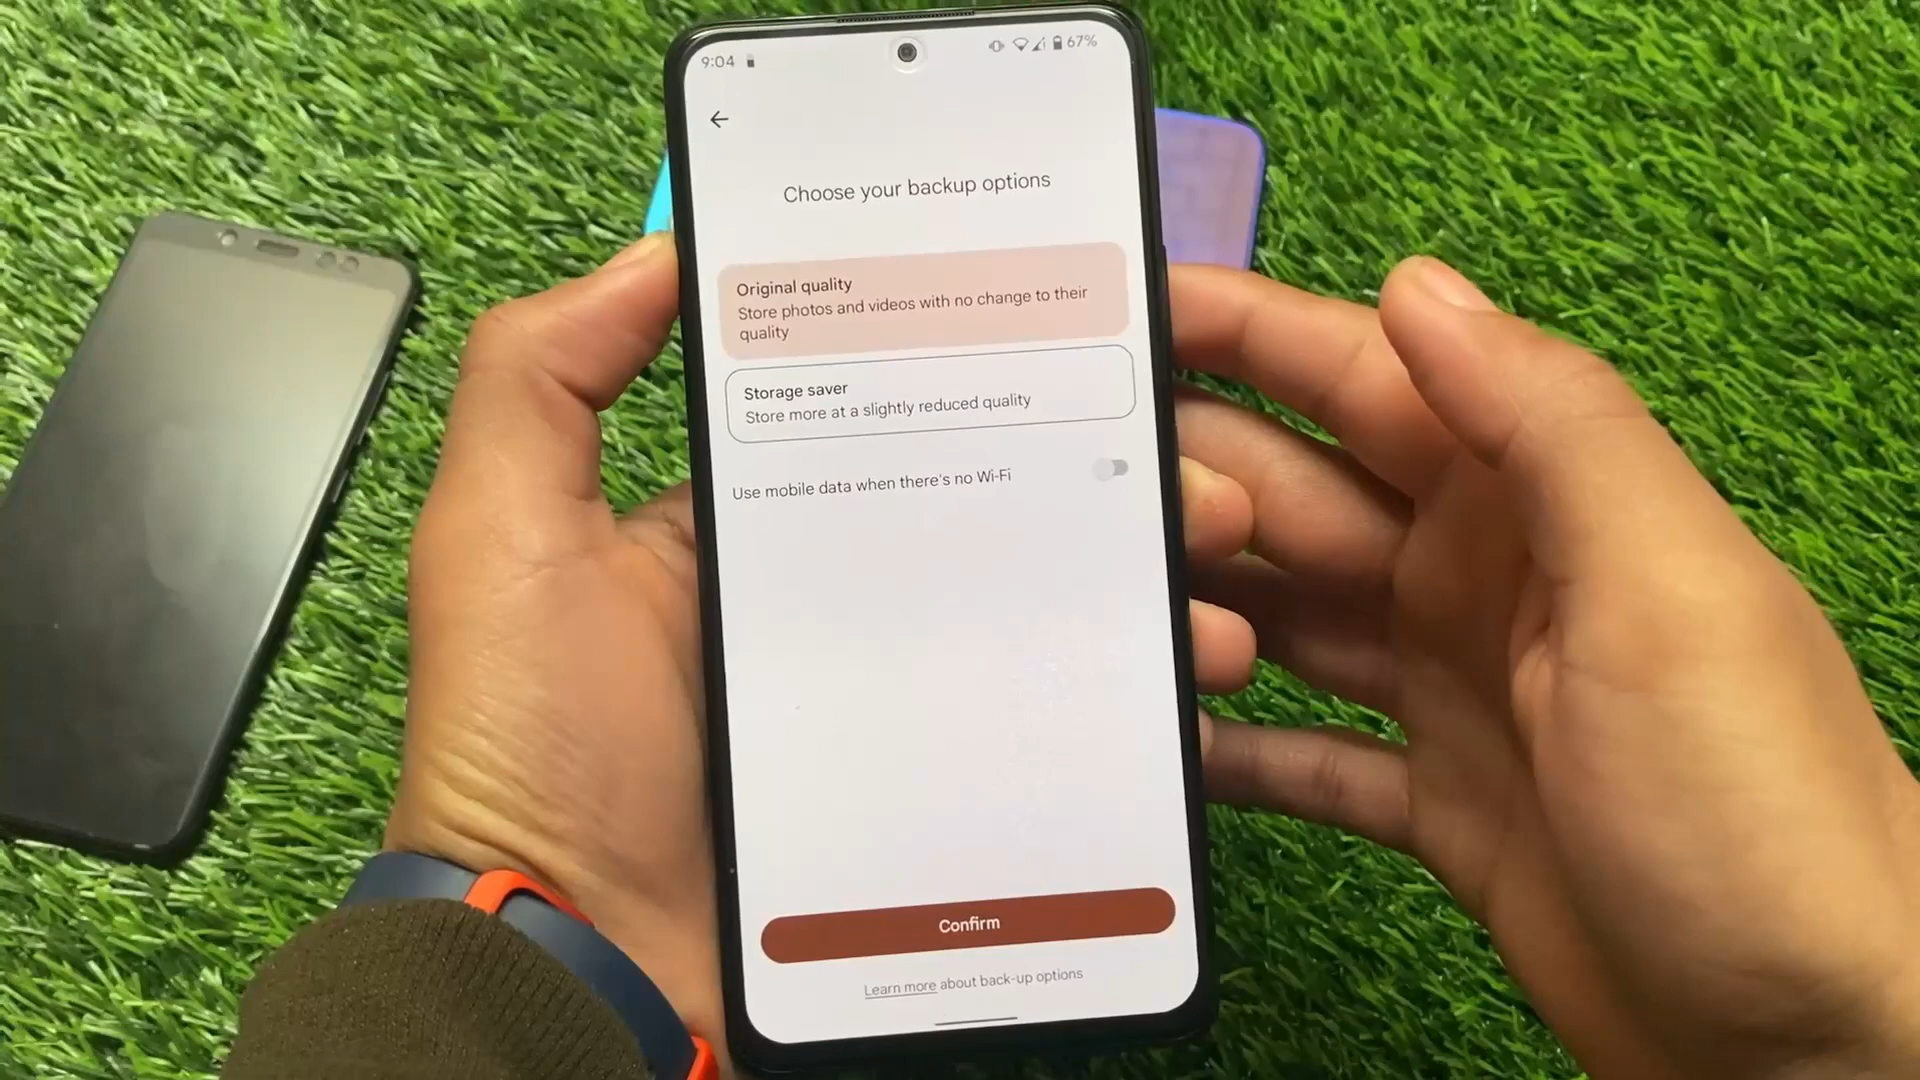 9:04
67%
Choose your backup options
Original quality
Store photos and videos with no change to their
quality
Storage saver
Store more at a slightly reduced quality
Use mobile data when there's no Wi-Fi
Confirm
Learn more about back-up options